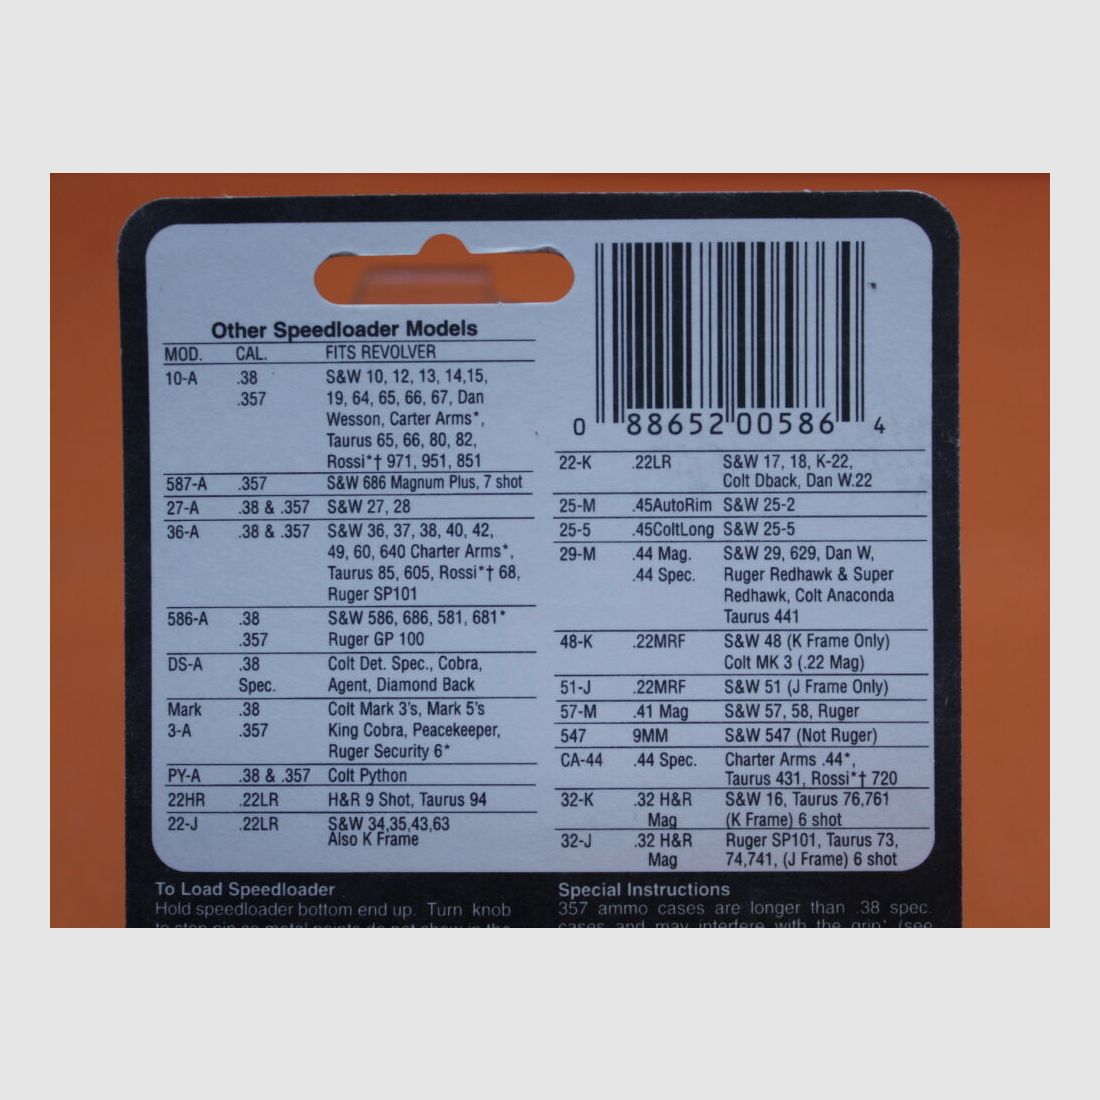 Other Speedloader Models
MOD. CAL. FITS REVOLVER
10-A .38 S&W 10, 12, 13, 14,15,
.357 19, 64, 65, 66, 67, Dan
Wesson, Carter Arms*,
Taurus 65, 66, 80, 82,
Rossi*† 971, 951, 851
587-A .357 S&W 686 Magnum Plus, 7 shot
27-A .38 & .357 S&W 27, 28
36-A .38 & .357 S&W 36, 37, 38, 40, 42,
49, 60, 640 Charter Arms*,
Taurus 85, 605, Rossi*† 68,
Ruger SP101
586-A .38 S&W 586, 686, 581, 681*
.357 Ruger GP 100
DS-A .38 Colt Det. Spec., Cobra,
Spec. Agent, Diamond Back
Mark .38 Colt Mark 3's, Mark 5's
3-A .357 King Cobra, Peacekeeper,
Ruger Security 6*
PY-A .38 & .357 Colt Python
22HR .22LR H&R 9 Shot, Taurus 94
22-J .22LR S&W 34,35,43,63
Also K Frame
0 88652 00586 4
22-K .22LR S&W 17, 18, K-22,
Colt Dback, Dan W.22
25-M .45AutoRim S&W 25-2
25-5 .45ColtLong S&W 25-5
29-M .44 Mag. S&W 29, 629, Dan W,
.44 Spec. Ruger Redhawk & Super
Redhawk, Colt Anaconda
Taurus 441
48-K .22MRF S&W 48 (K Frame Only)
Colt MK 3 (.22 Mag)
51-J .22MRF S&W 51 (J Frame Only)
57-M .41 Mag S&W 57, 58, Ruger
547 9MM S&W 547 (Not Ruger)
CA-44 .44 Spec. Charter Arms .44*,
Taurus 431, Rossi*† 720
32-K .32 H&R S&W 16, Taurus 76,761
Mag (K Frame) 6 shot
32-J .32 H&R Ruger SP101, Taurus 73,
Mag 74,741, (J Frame) 6 shot
To Load Speedloader
Hold speedloader bottom end up. Turn knob
Special Instructions
357 ammo cases are longer than .38 spec.
cases and may interfere with the grip* (see